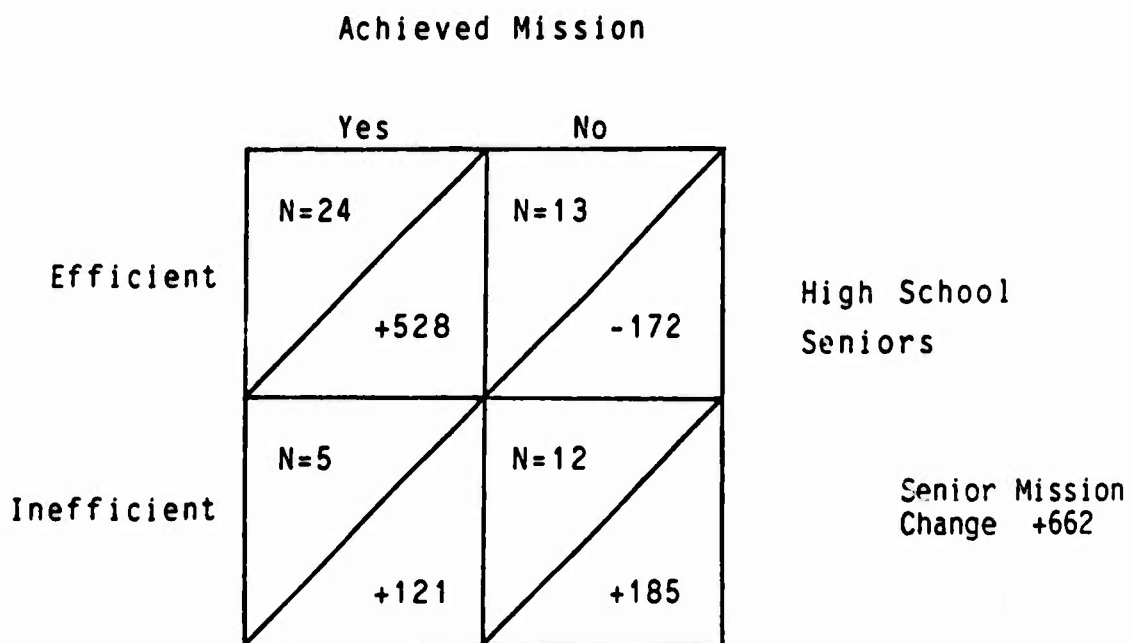 Achieved Mission
Yes No
N=24 N=13
Efficient
High School
+528 -172
Seniors
N=5 N=12
Senior Mission
Inefficient
Change +662
+121 +185